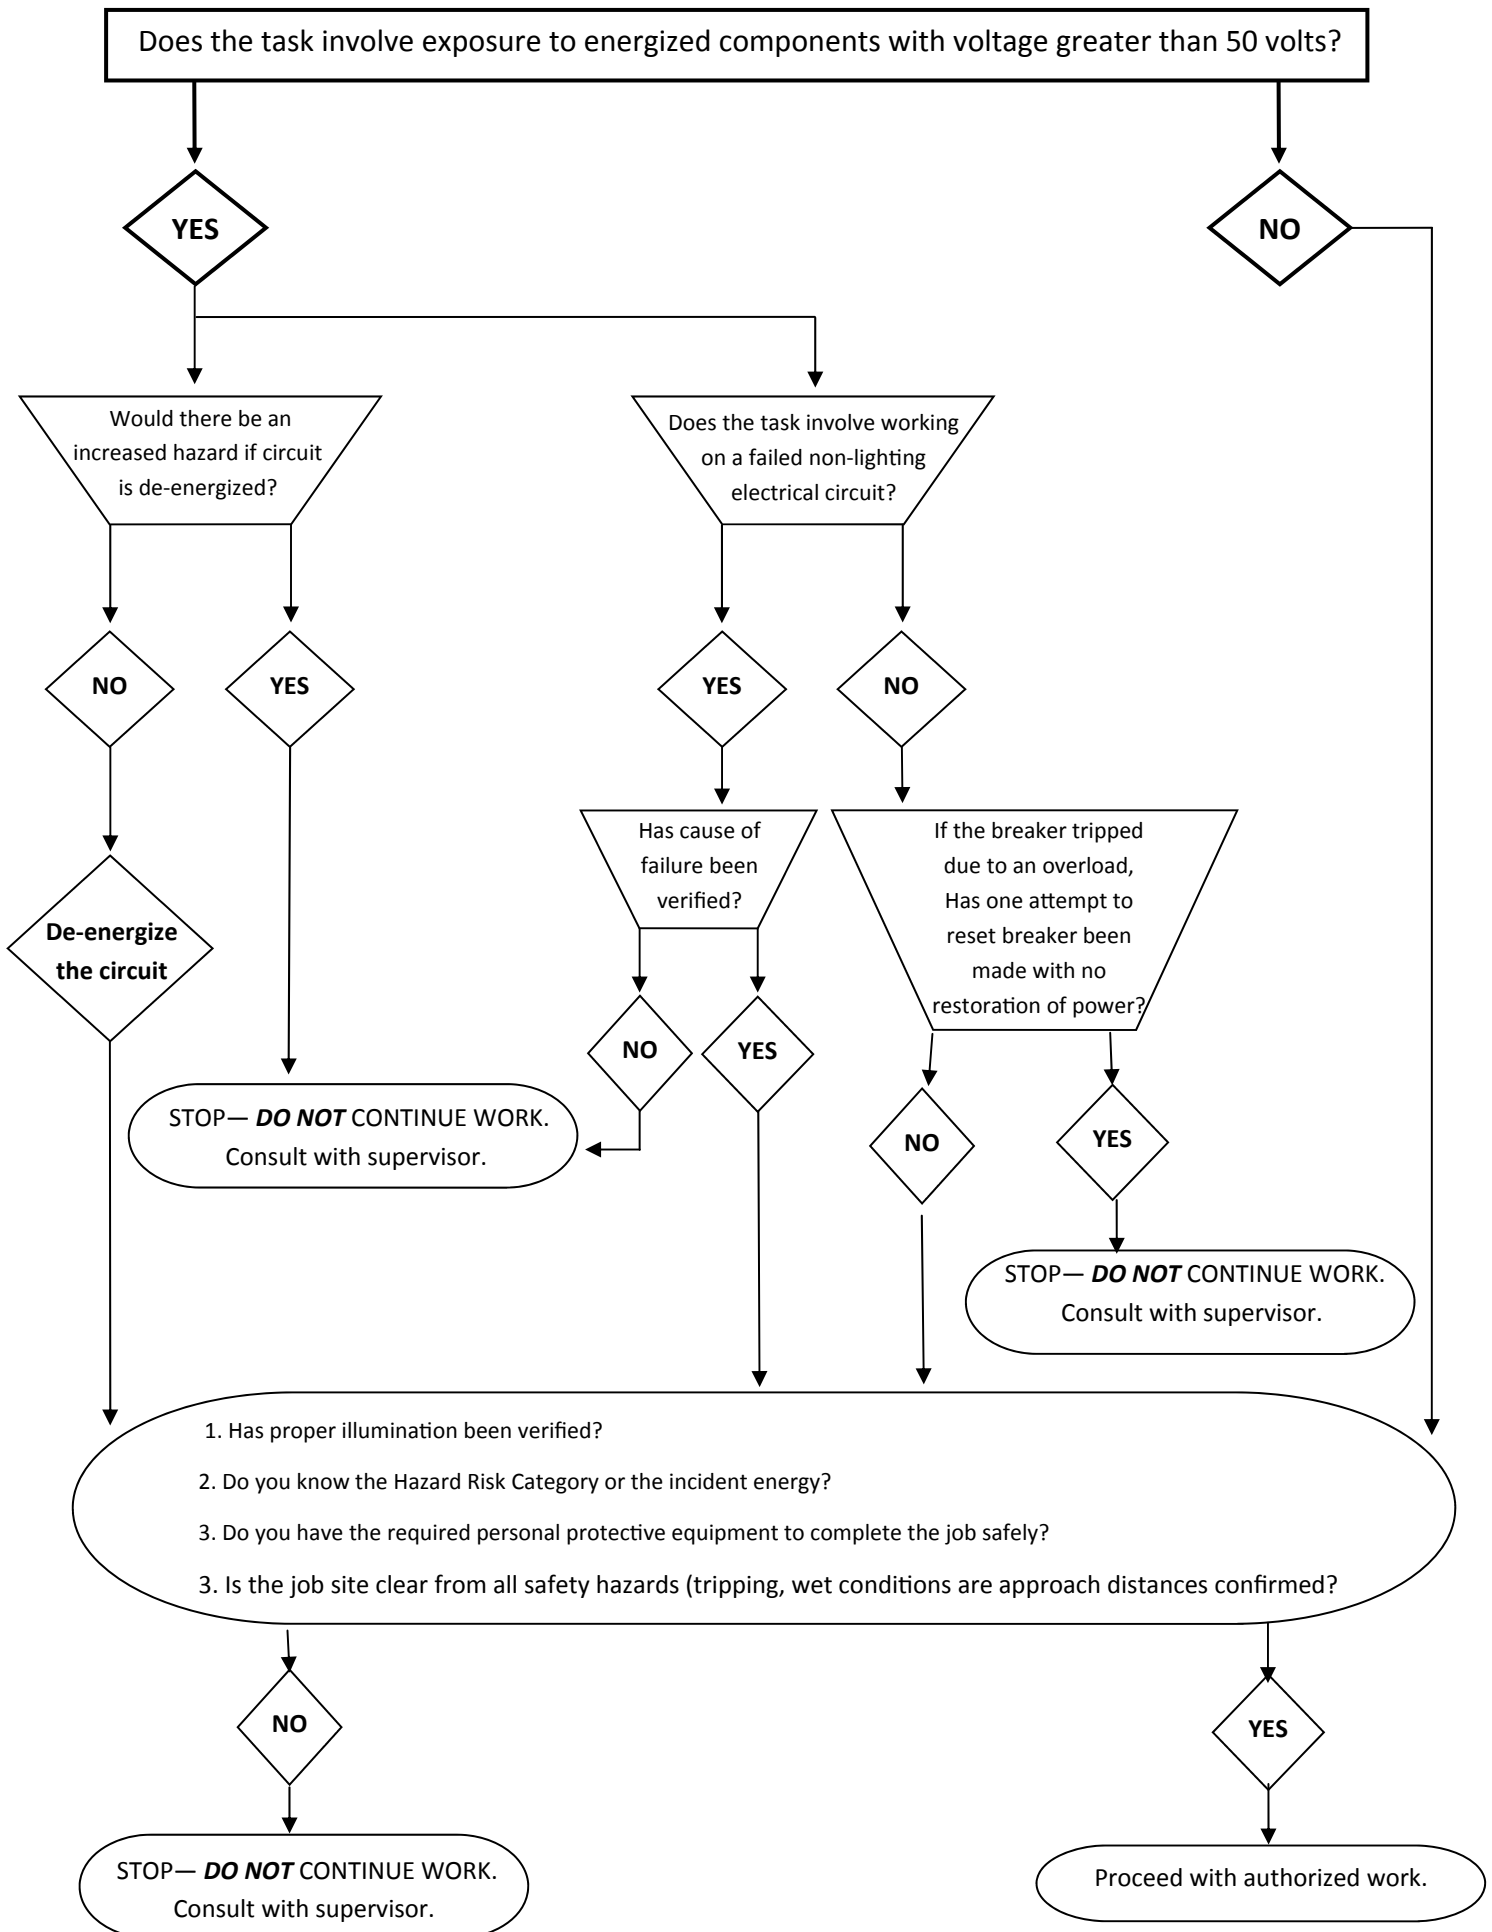 Does the task involve exposure to energized components with voltage greater than 50 volts?
YES
NO
Would there be an
increased hazard if circuit
is de-energized?
Does the task involve working
on a failed non-lighting
electrical circuit?
NO
YES
YES
NO
De-energize
the circuit
Has cause of
failure been
verified?
If the breaker tripped
due to an overload,
Has one attempt to
reset breaker been
made with no
restoration of power?
NO
YES
NO
YES
STOP— DO NOT CONTINUE WORK.
Consult with supervisor.
STOP— DO NOT CONTINUE WORK.
Consult with supervisor.
1. Has proper illumination been verified?
2. Do you know the Hazard Risk Category or the incident energy?
3. Do you have the required personal protective equipment to complete the job safely?
3. Is the job site clear from all safety hazards (tripping, wet conditions are approach distances confirmed?
NO
YES
STOP— DO NOT CONTINUE WORK.
Consult with supervisor.
Proceed with authorized work.